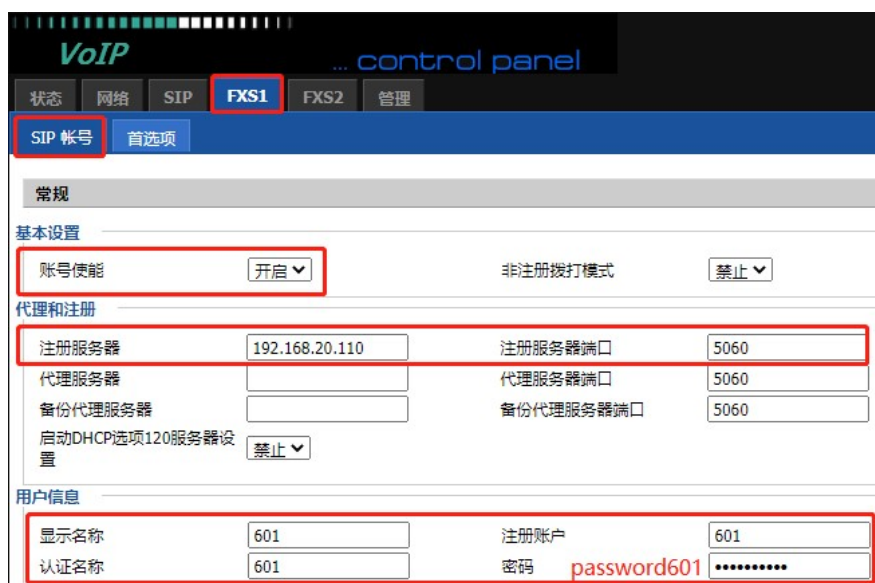 VoIP
... control panel
状态 网络 SIP FXS1 FXS2 管理
SIP 帐号 首选项
常规
基本设置
账号使能 开启 非注册拨打模式 禁止
代理和注册
注册服务器 192.168.20.110 注册服务器端口 5060
代理服务器 代理服务器端口 5060
备份代理服务器 备份代理服务器端口 5060
启动DHCP选项120服务器设
置 禁止
用户信息
显示名称 601 注册账户 601
认证名称 601 密码 password601 ••••••••••